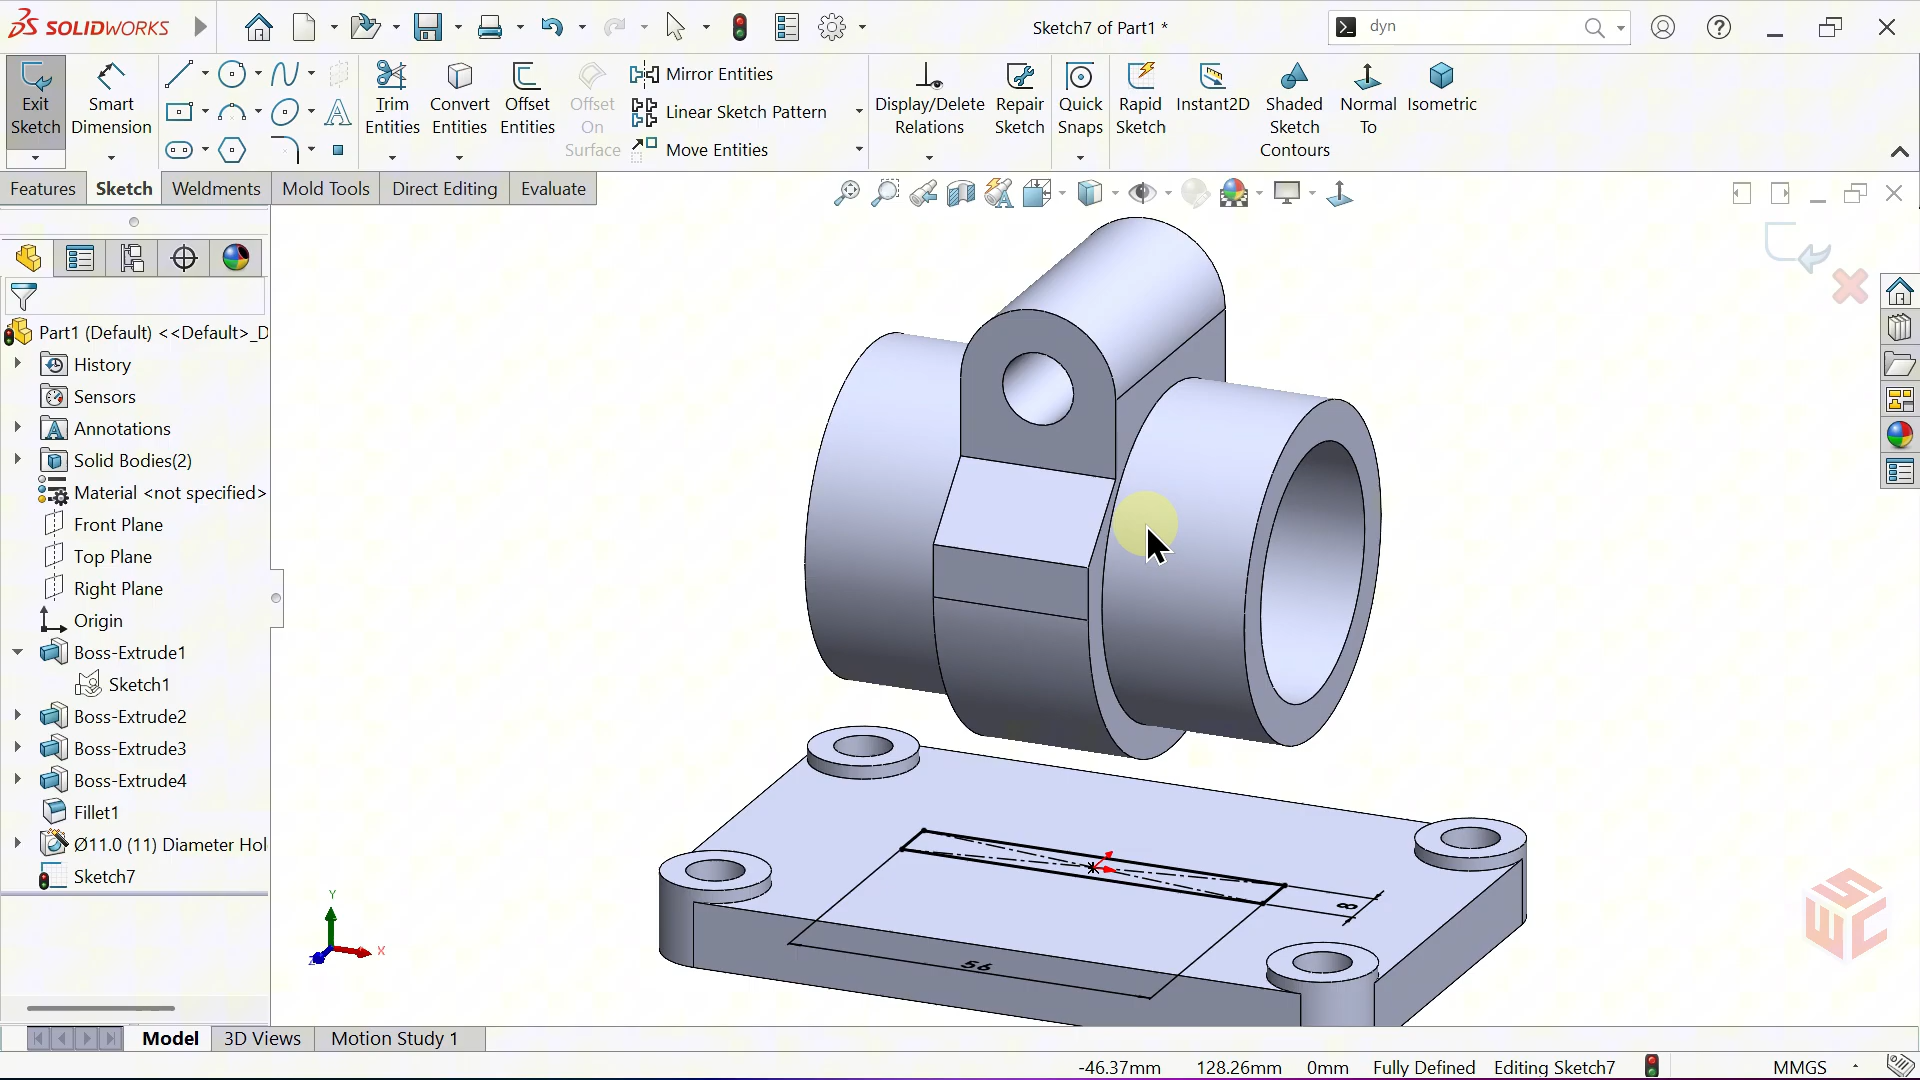 SOLIDWORKS
Sketch7 of Part1 *
dyn
Exit Sketch
Smart Dimension
Trim Entities
Convert Entities
Offset Entities
Offset On Surface
Mirror Entities
Linear Sketch Pattern
Move Entities
Display/Delete Relations
Repair Sketch
Quick Snaps
Rapid Sketch
Instant2D
Shaded Sketch Contours
Normal To
Isometric
Features
Sketch
Weldments
Mold Tools
Direct Editing
Evaluate
Part1 (Default) <<Default>_D
History
Sensors
Annotations
Solid Bodies(2)
Material <not specified>
Front Plane
Top Plane
Right Plane
Origin
Boss-Extrude1
Sketch1
Boss-Extrude2
Boss-Extrude3
Boss-Extrude4
Fillet1
Ø11.0 (11) Diameter Hol
Sketch7
8
56
Y
X
Z
SWC
Model
3D Views
Motion Study 1
-46.37mm
128.26mm
0mm
Fully Defined
Editing Sketch7
MMGS